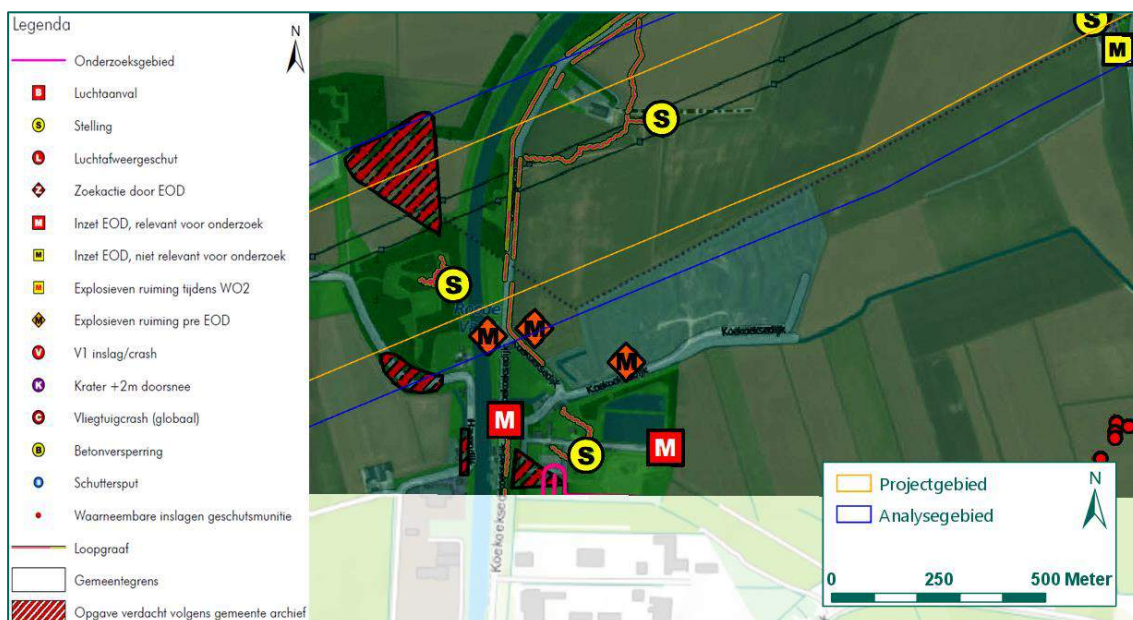 Legenda
N
Onderzoeksgebied
B Luchtaanval
S Stelling
L Luchtafweergeschut
Z Zoekactie door EOD
M Inzet EOD, relevant voor onderzoek
M Inzet EOD, niet relevant voor onderzoek
M Explosieven ruiming tijdens WO2
M Explosieven ruiming pre EOD
V V1 inslag/crash
K Krater +2m doorsnee
C Vliegtuigcrash (globaal)
B Betonversperring
Schuttersput
Waarneembare inslagen geschutsmunitie
Loopgraaf
Gemeentegrens
Opgave verdacht volgens gemeente archief
S
M
S
S
M
M
M
Koekoeksedijk
Koekoeksedijk
M
M
S
Projectgebied
Analysegebied
N
0 250 500 Meter